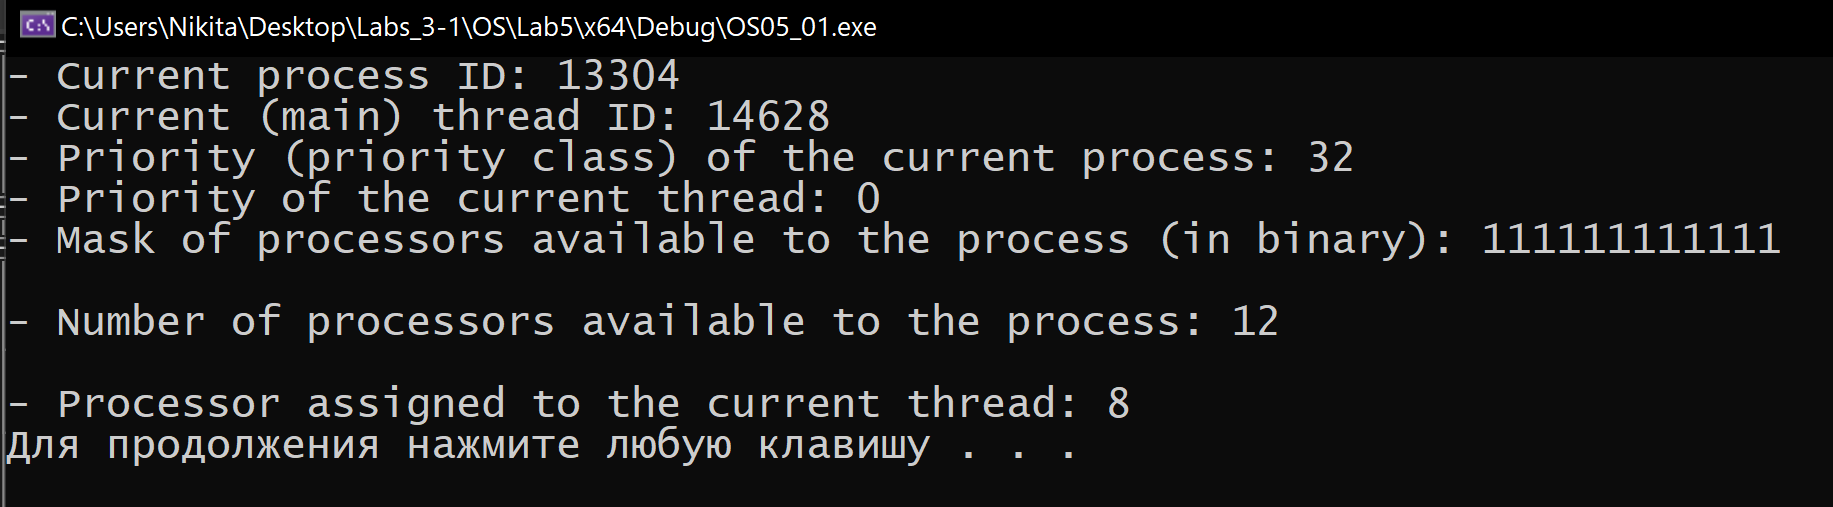 C:\Users\Nikita\Desktop\Labs_3-1\OS\Lab5\x64\Debug\OS05_01.exe
- Current process ID: 13304
- Current (main) thread ID: 14628
- Priority (priority class) of the current process: 32
- Priority of the current thread: 0
- Mask of processors available to the process (in binary): 111111111111
- Number of processors available to the process: 12
- Processor assigned to the current thread: 8
Для продолжения нажмите любую клавишу . . .